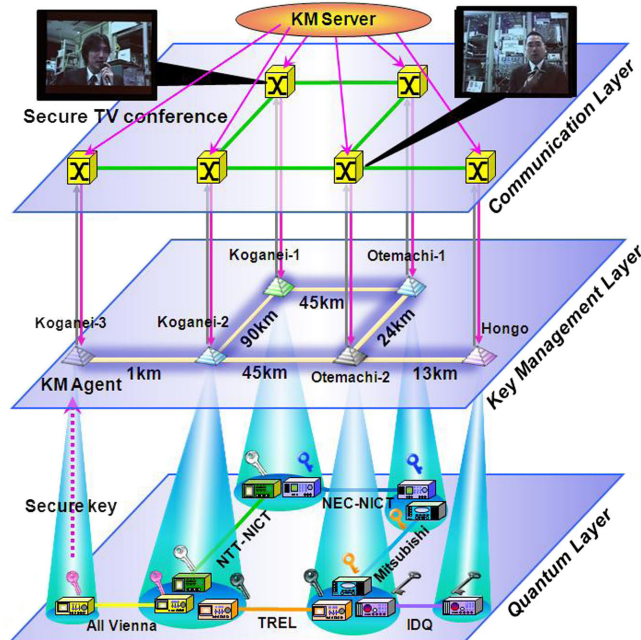 KM Server
Secure TV conference
Communication Layer
Koganei-1
Otemachi-1
45km
Koganei-3
Koganei-2
90km
24km
Hongo
KM Agent
1km
45km
Otemachi-2
13km
Key Management Layer
Secure key
NEC-NICT
NTT-NICT
Mitsubishi
All Vienna
TREL
IDQ
Quantum Layer